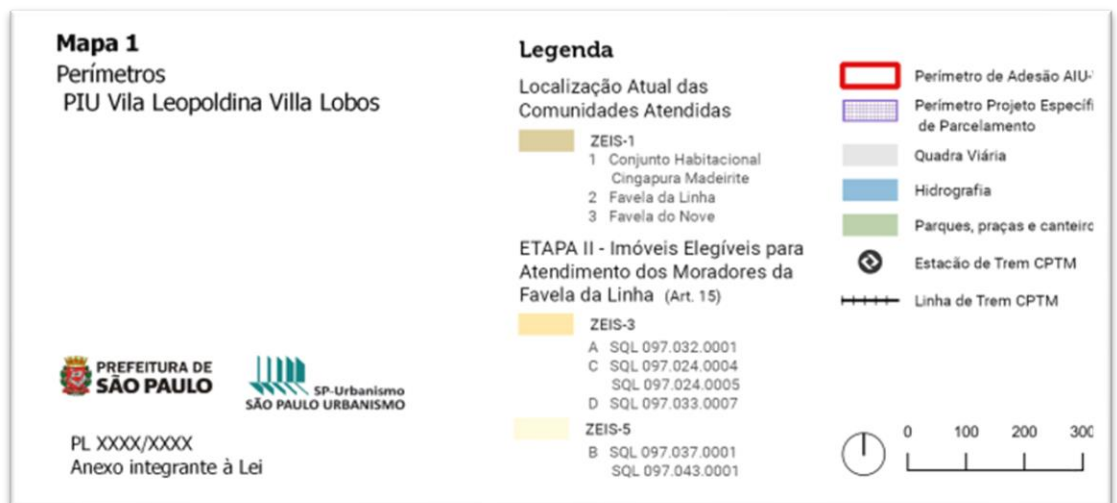 Mapa 1
Perímetros
PIU Vila Leopoldina Villa Lobos
PREFEITURA DE
SÃO PAULO
SP-Urbanismo
SÃO PAULO URBANISMO
PL XXXX/XXXX
Anexo integrante à Lei
Legenda
Localização Atual das
Comunidades Atendidas
ZEIS-1
1 Conjunto Habitacional
Cingapura Madeirite
2 Favela da Linha
3 Favela do Nove
ETAPA II - Imóveis Elegíveis para
Atendimento dos Moradores da
Favela da Linha (Art. 15)
ZEIS-3
A SQL 097.032.0001
C SQL 097.024.0004
SQL 097.024.0005
D SQL 097.033.0007
ZEIS-5
B SQL 097.037.0001
SQL 097.043.0001
Perímetro de Adesão AIU-
Perímetro Projeto Específi
de Parcelamento
Quadra Viária
Hidrografia
Parques, praças e canteiro
Estacão de Trem CPTM
Linha de Trem CPTM
0 100 200 300